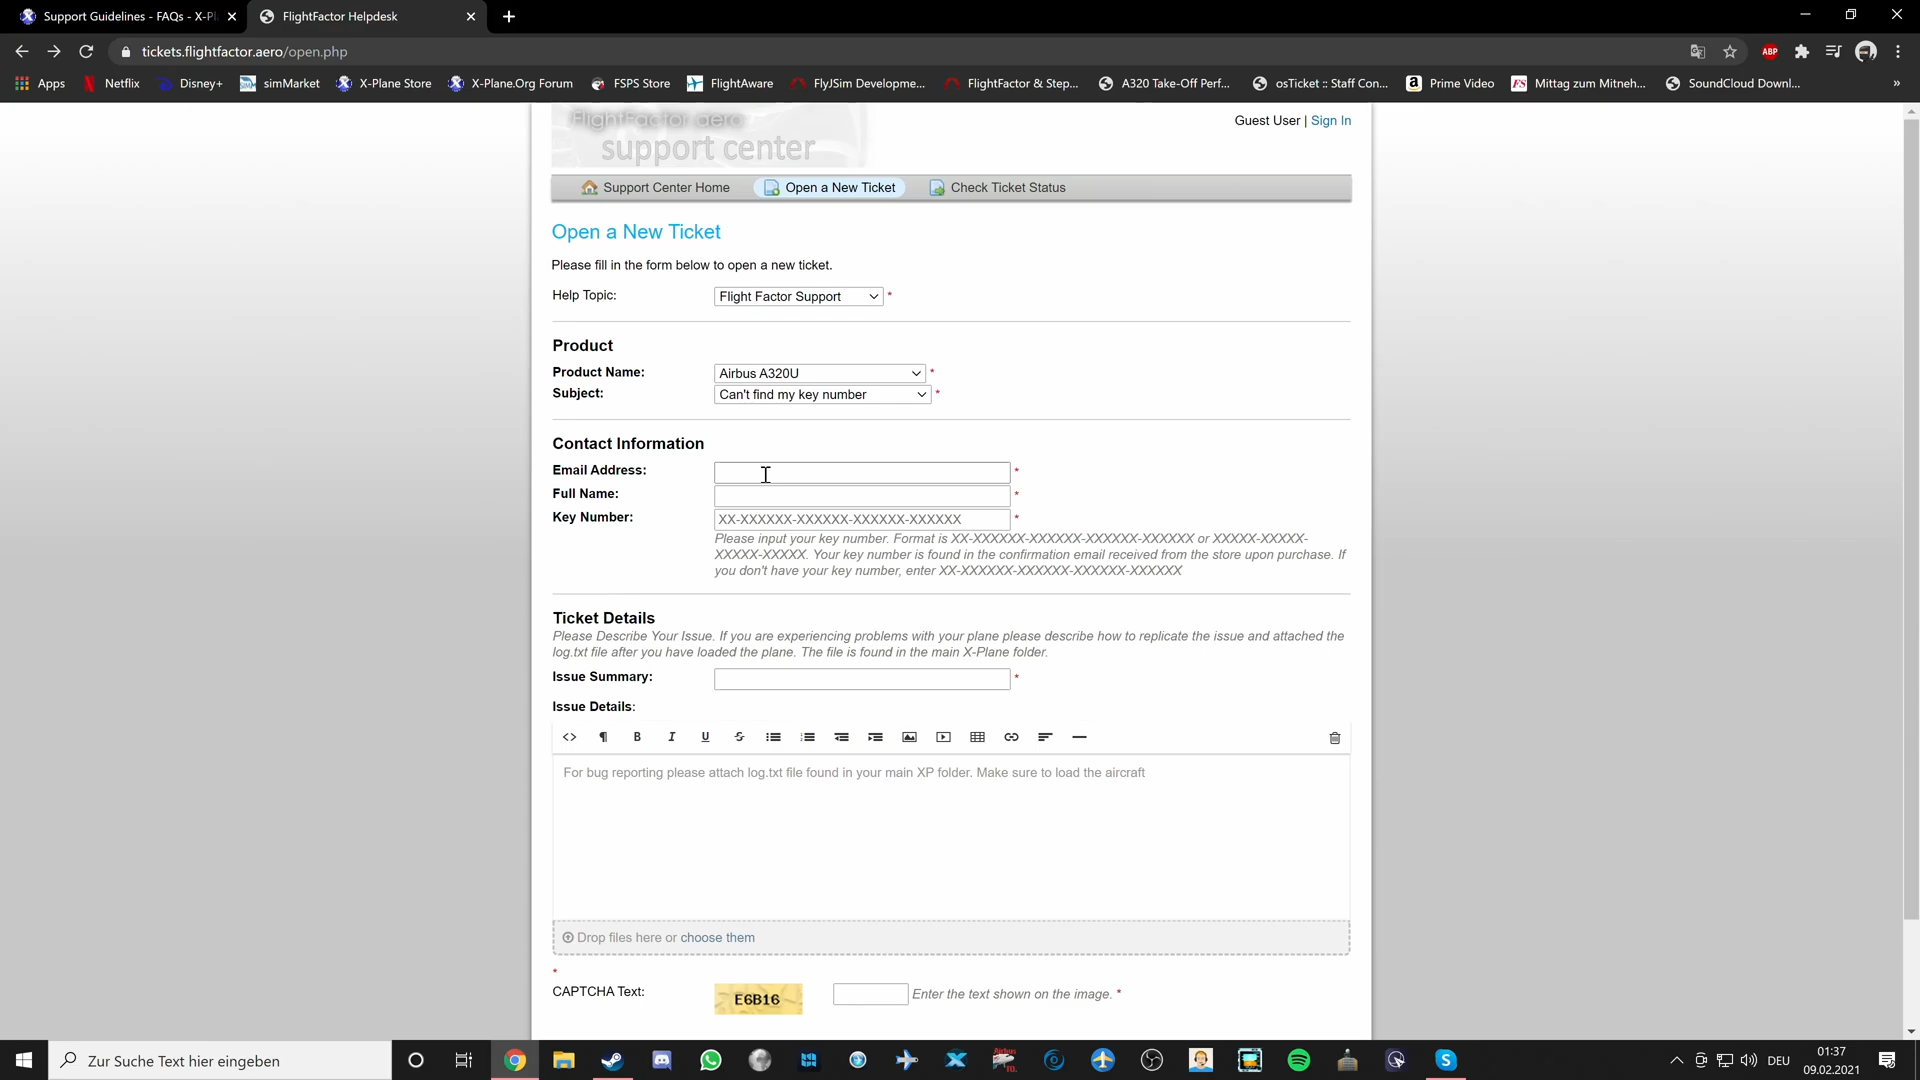 Support Guidelines - FAQs - X-Pl
FlightFactor Helpdesk
tickets.flightfactor.aero/open.php
ABP
Apps
Netflix
Disney+
simMarket
X-Plane Store
X-Plane.Org Forum
FSPS Store
FlightAware
FlyJSim Developme...
FlightFactor & Step...
A320 Take-Off Perf...
osTicket :: Staff Con...
Prime Video
Mittag zum Mitneh...
SoundCloud Downl...
»
FlightFactor.aero
support center
Guest User | Sign In
Support Center Home
Open a New Ticket
Check Ticket Status
Open a New Ticket
Please fill in the form below to open a new ticket.
Help Topic:
Flight Factor Support *
Product
Product Name:
Airbus A320U *
Subject:
Can't find my key number *
Contact Information
Email Address: *
Full Name: *
Key Number:
XX-XXXXXX-XXXXXX-XXXXXX-XXXXXX *
Please input your key number. Format is XX-XXXXXX-XXXXXX-XXXXXX-XXXXXX or XXXXX-XXXXX-
XXXXX-XXXXX. Your key number is found in the confirmation email received from the store upon purchase. If
you don't have your key number, enter XX-XXXXXX-XXXXXX-XXXXXX-XXXXXX
Ticket Details
Please Describe Your Issue. If you are experiencing problems with your plane please describe how to replicate the issue and attached the
log.txt file after you have loaded the plane. The file is found in the main X-Plane folder.
Issue Summary: *
Issue Details:
For bug reporting please attach log.txt file found in your main XP folder. Make sure to load the aircraft
Drop files here or choose them
*
CAPTCHA Text:
E6B16
Enter the text shown on the image. *
Zur Suche Text hier eingeben
DEU
01:37
09.02.2021